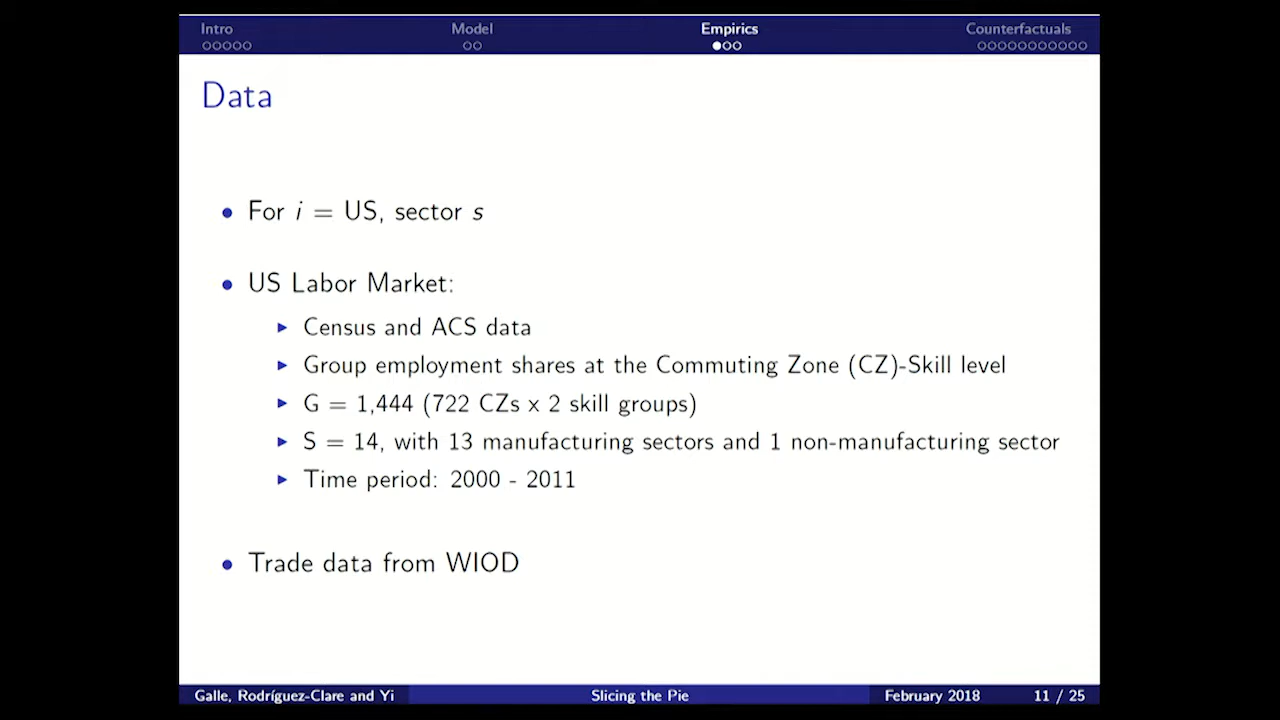 Intro Model Empirics Counterfactuals
Data
For i = US, sector s
US Labor Market:
Census and ACS data
Group employment shares at the Commuting Zone (CZ)-Skill level
G = 1,444 (722 CZs x 2 skill groups)
S = 14, with 13 manufacturing sectors and 1 non-manufacturing sector
Time period: 2000 - 2011
Trade data from WIOD
Galle, Rodríguez-Clare and Yi Slicing the Pie February 2018 11 / 25